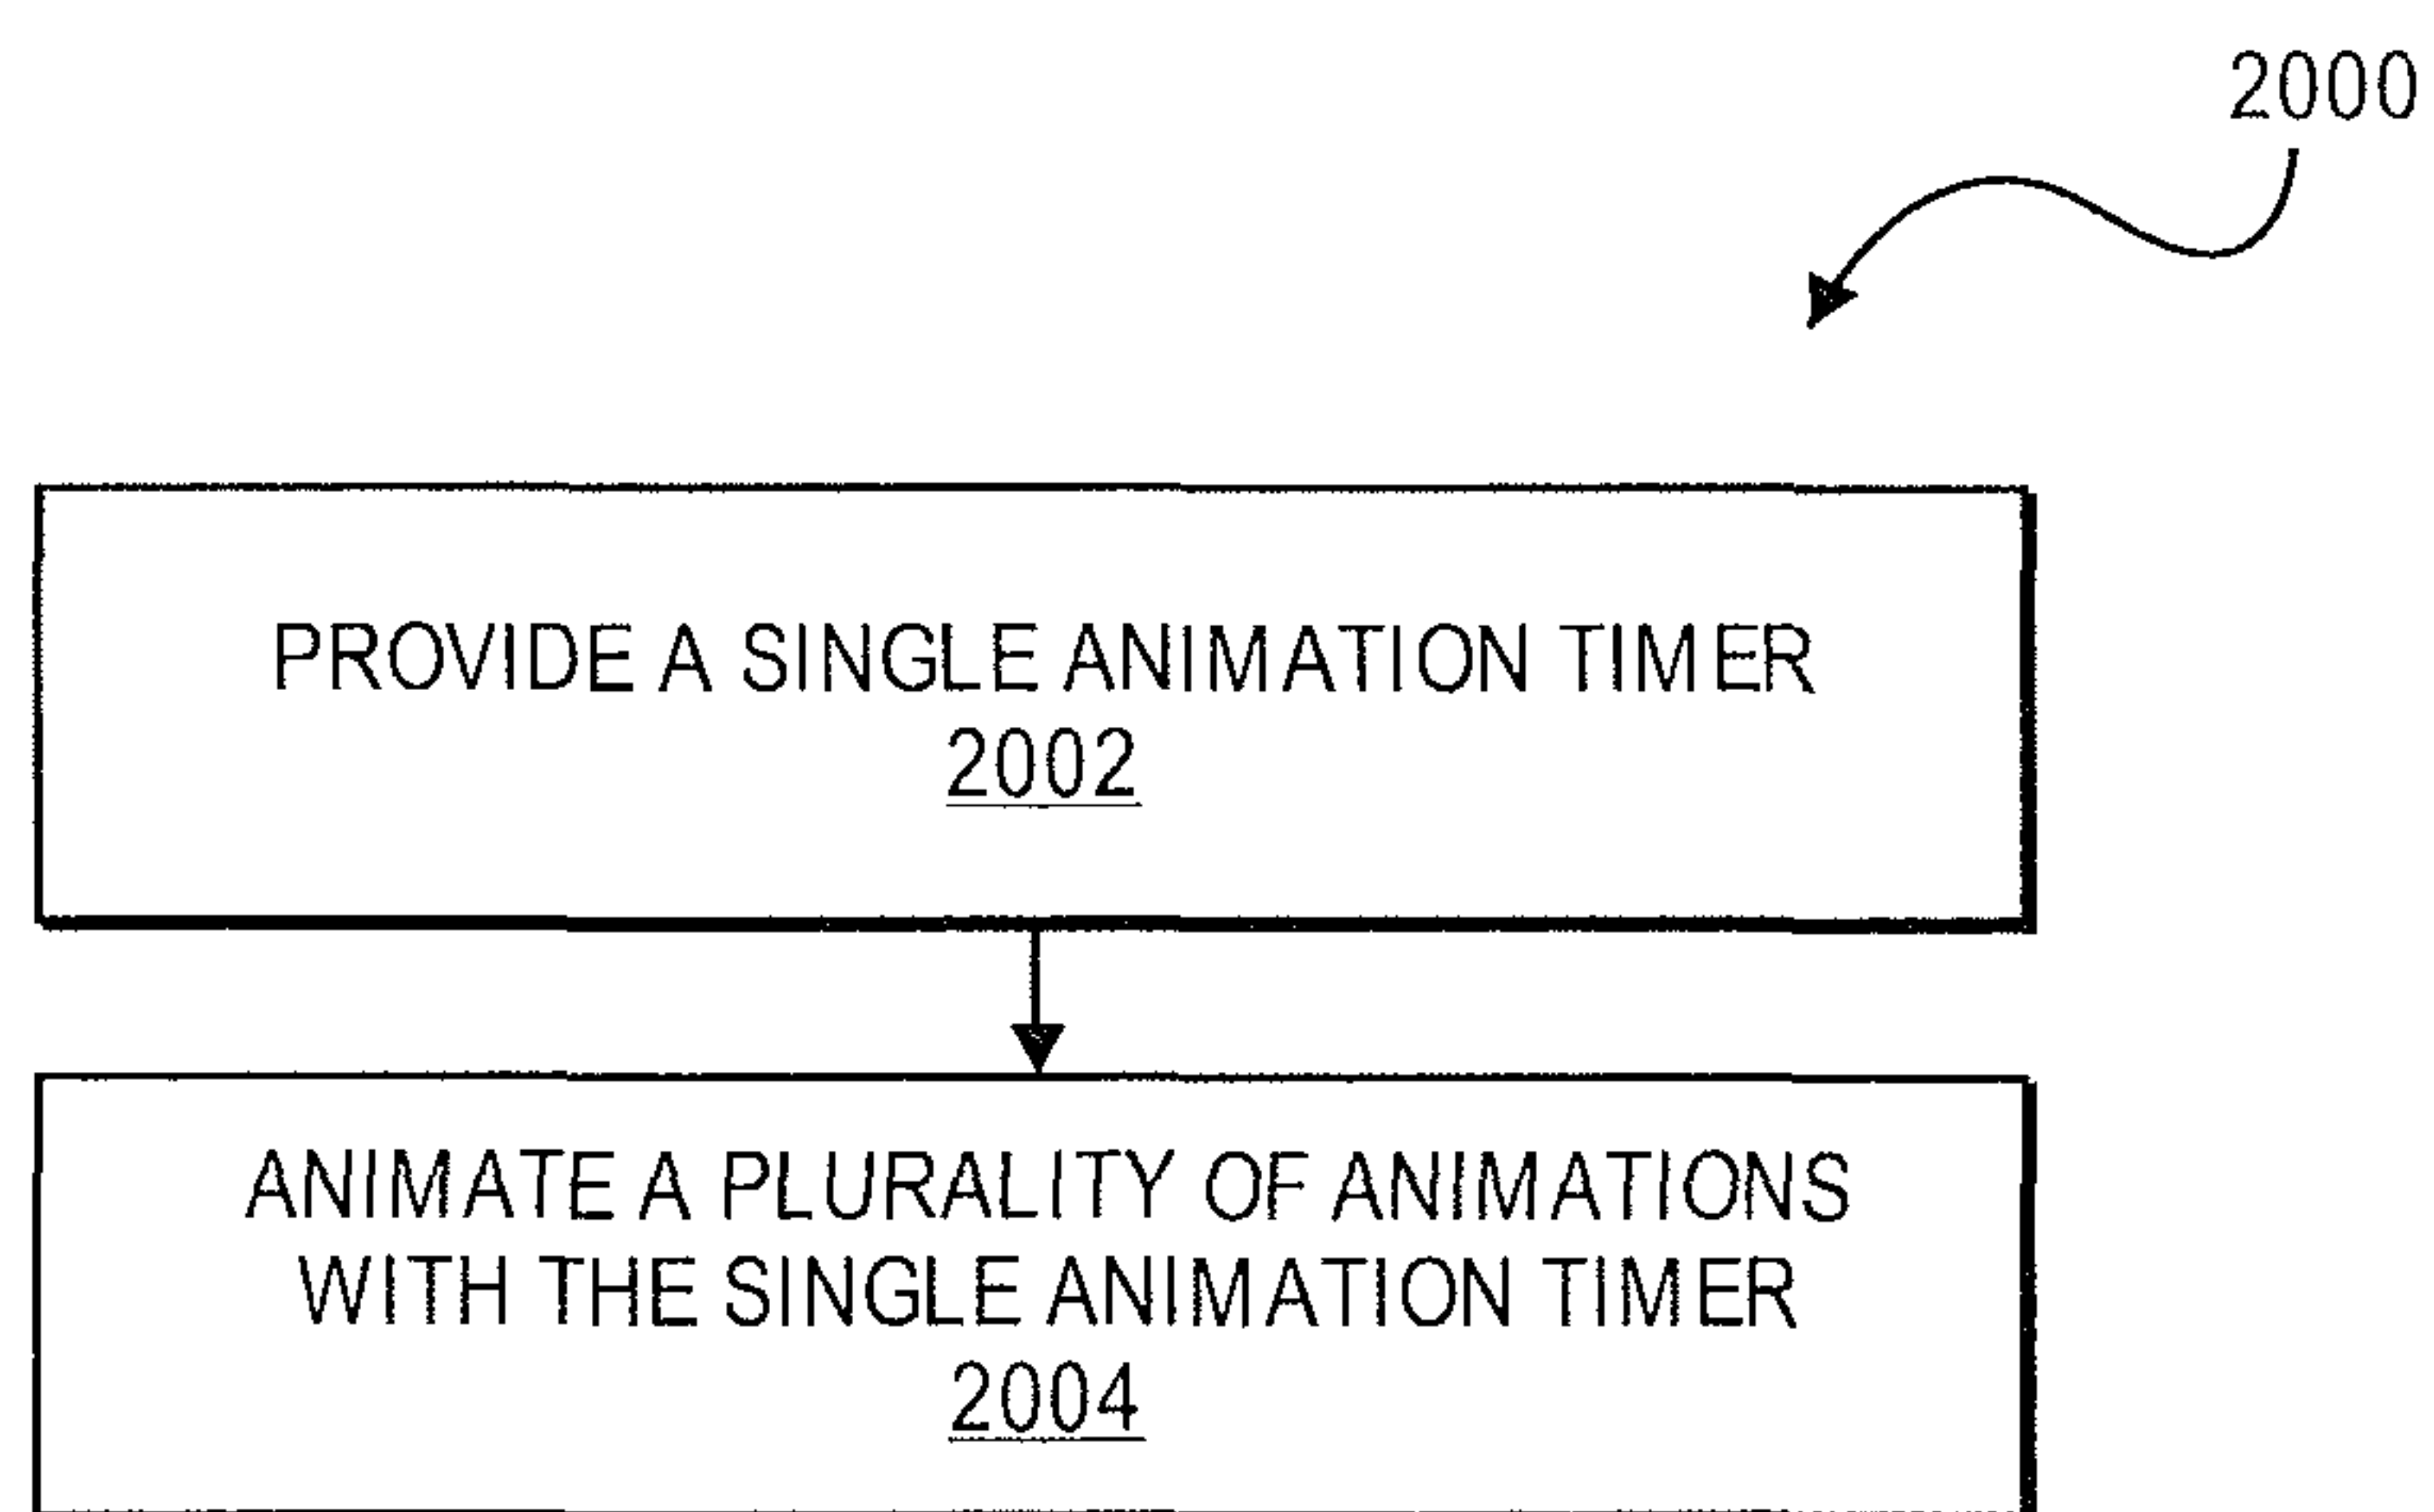 2000
PROVIDE A SINGLE ANIMATION TIMER
2002
ANIMATE A PLURALITY OF ANIMATIONS
WITH THE SINGLE ANIMATION TIMER
2004